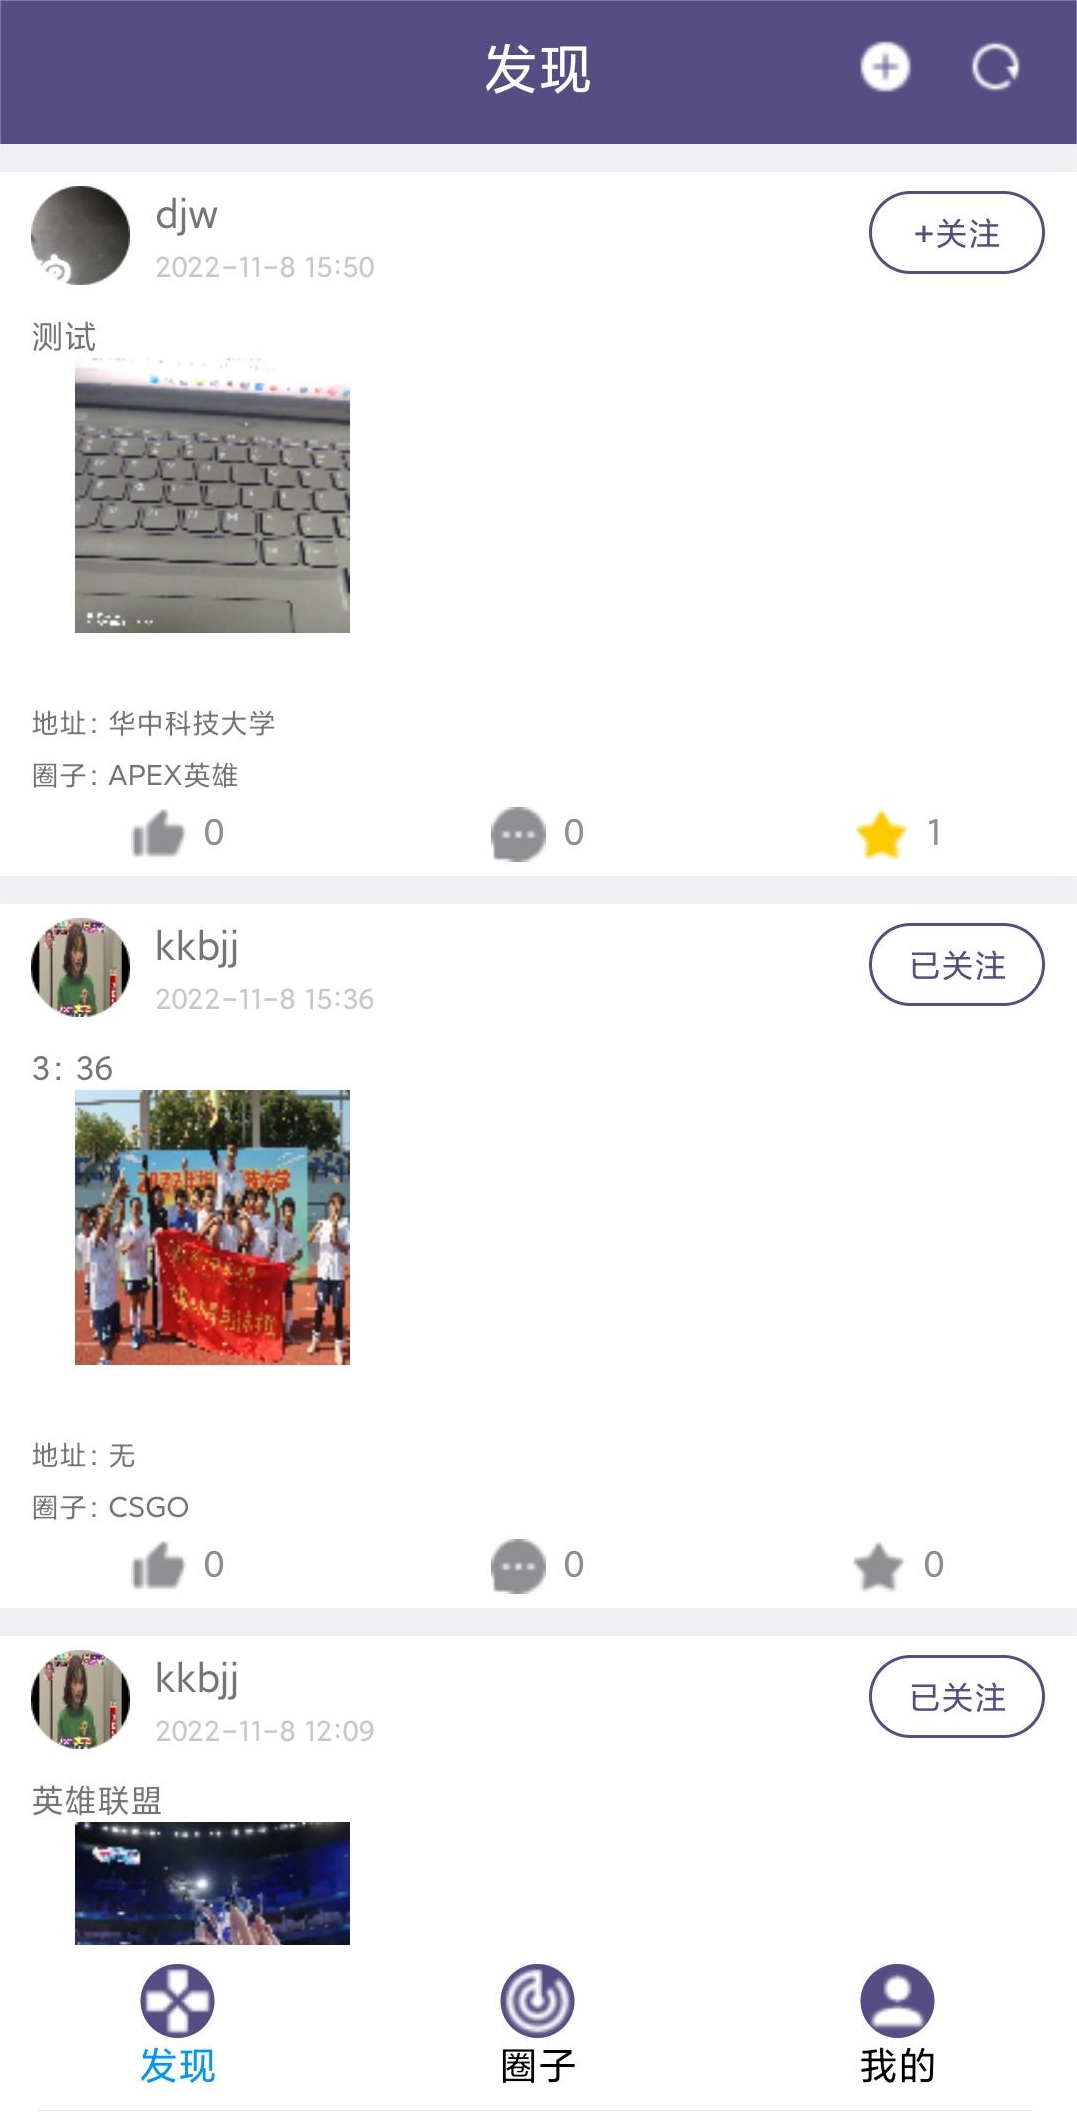 发现
djw
+关注
2022-11-8 15:50
测试
地址：华中科技大学
圈子：APEX英雄
0
0
1
kkbjj
已关注
2022-11-8 15:36
3：36
地址：无
圈子：CSGO
0
0
0
kkbjj
已关注
2022-11-8 12:09
英雄联盟
发现
圈子
我的